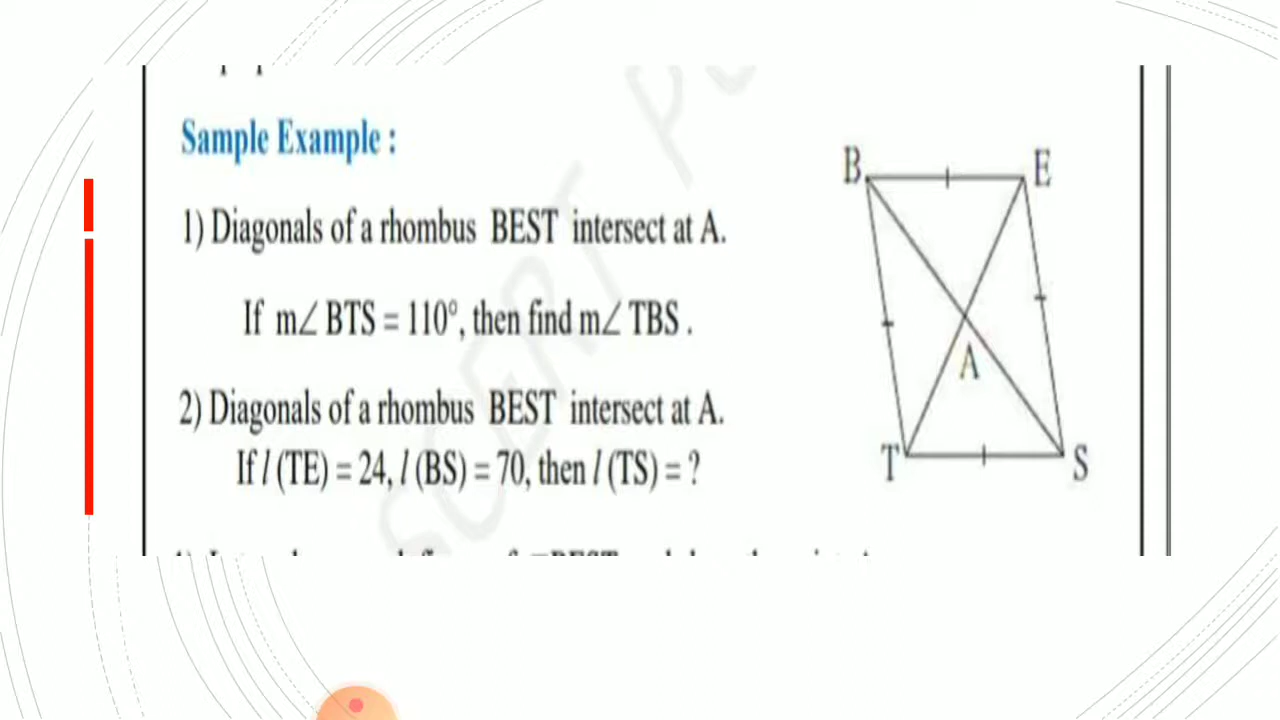 Sample Example :
1) Diagonals of a rhombus BEST intersect at A.
If m∠ BTS = 110°, then find m∠ TBS .
2) Diagonals of a rhombus BEST intersect at A.
If l (TE) = 24, l (BS) = 70, then l (TS) = ?
B
E
A
T
S